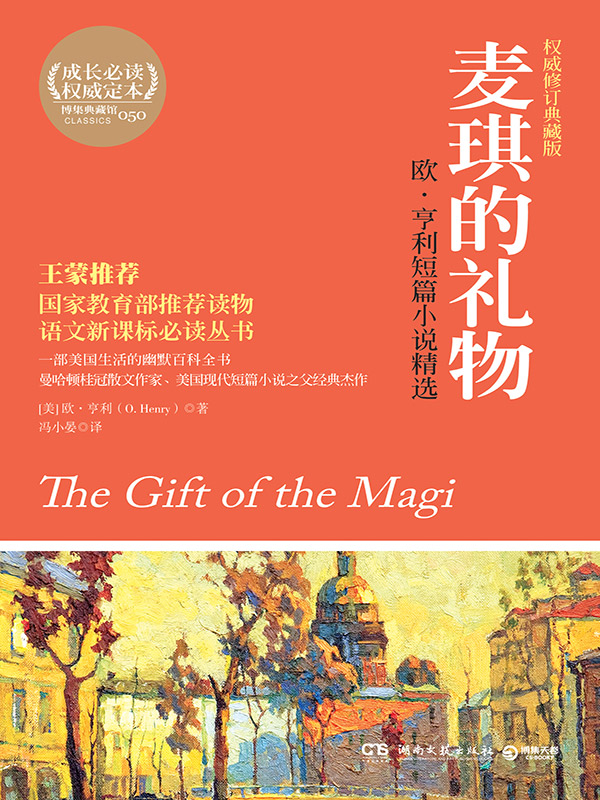 成长必读
权威定本
博集典藏馆
CLASSICS 050
权威修订典藏版
麦琪的礼物
欧·亨利短篇小说精选
王蒙推荐
国家教育部推荐读物
语文新课标必读丛书
一部美国生活的幽默百科全书
曼哈顿桂冠散文作家、美国现代短篇小说之父经典杰作
[美]欧·亨利（O. Henry）◎著
冯小晏◎译
The Gift of the Magi
湖南文艺出版社
博集天卷
CS-BOOKY